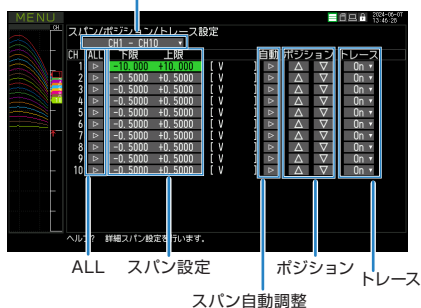 MENU
2024-06-07
13:46:28
CH
スパン/ポジション/トレース設定
CH1 - CH10 ▼
CH ALL 下限 上限 自動 ポジション トレース
1 ▷ -10.000 +10.000 [ V ] ▷ △ ▽ On ▼
2 ▷ -0.5000 +0.5000 [ V ] ▷ △ ▽ On ▼
3 ▷ -0.5000 +0.5000 [ V ] ▷ △ ▽ On ▼
4 ▷ -0.5000 +0.5000 [ V ] ▷ △ ▽ On ▼
5 ▷ -0.5000 +0.5000 [ V ] ▷ △ ▽ On ▼
6 ▷ -0.5000 +0.5000 [ V ] ▷ △ ▽ On ▼
7 ▷ -0.5000 +0.5000 [ V ] ▷ △ ▽ On ▼
8 ▷ -0.5000 +0.5000 [ V ] ▷ △ ▽ On ▼
9 ▷ -0.5000 +0.5000 [ V ] ▷ △ ▽ On ▼
10 ▷ -0.5000 +0.5000 [ V ] ▷ △ ▽ On ▼
ヘルプ? 詳細スパン設定を行います。
ALL スパン設定 ポジション トレース
スパン自動調整